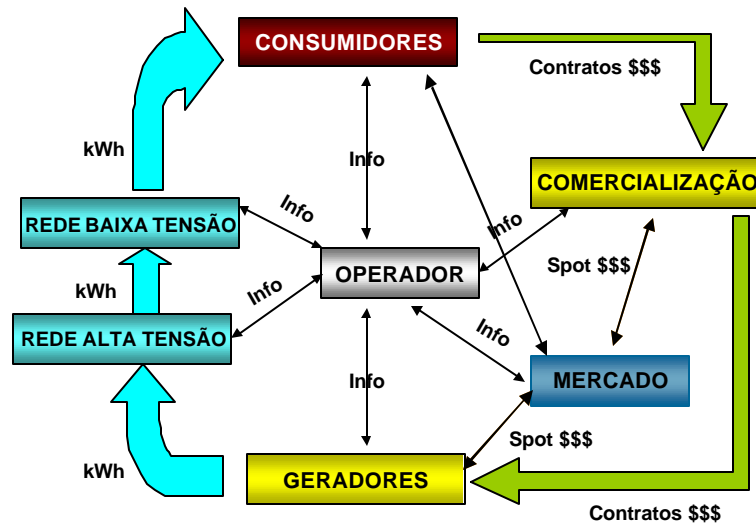 CONSUMIDORES
Contratos $$$
kWh
Info
COMERCIALIZAÇÃO
REDE BAIXA TENSÃO
Info
Info
OPERADOR
Spot $$$
kWh
Info
REDE ALTA TENSÃO
Info
Info
MERCADO
Spot $$$
kWh
GERADORES
Contratos $$$